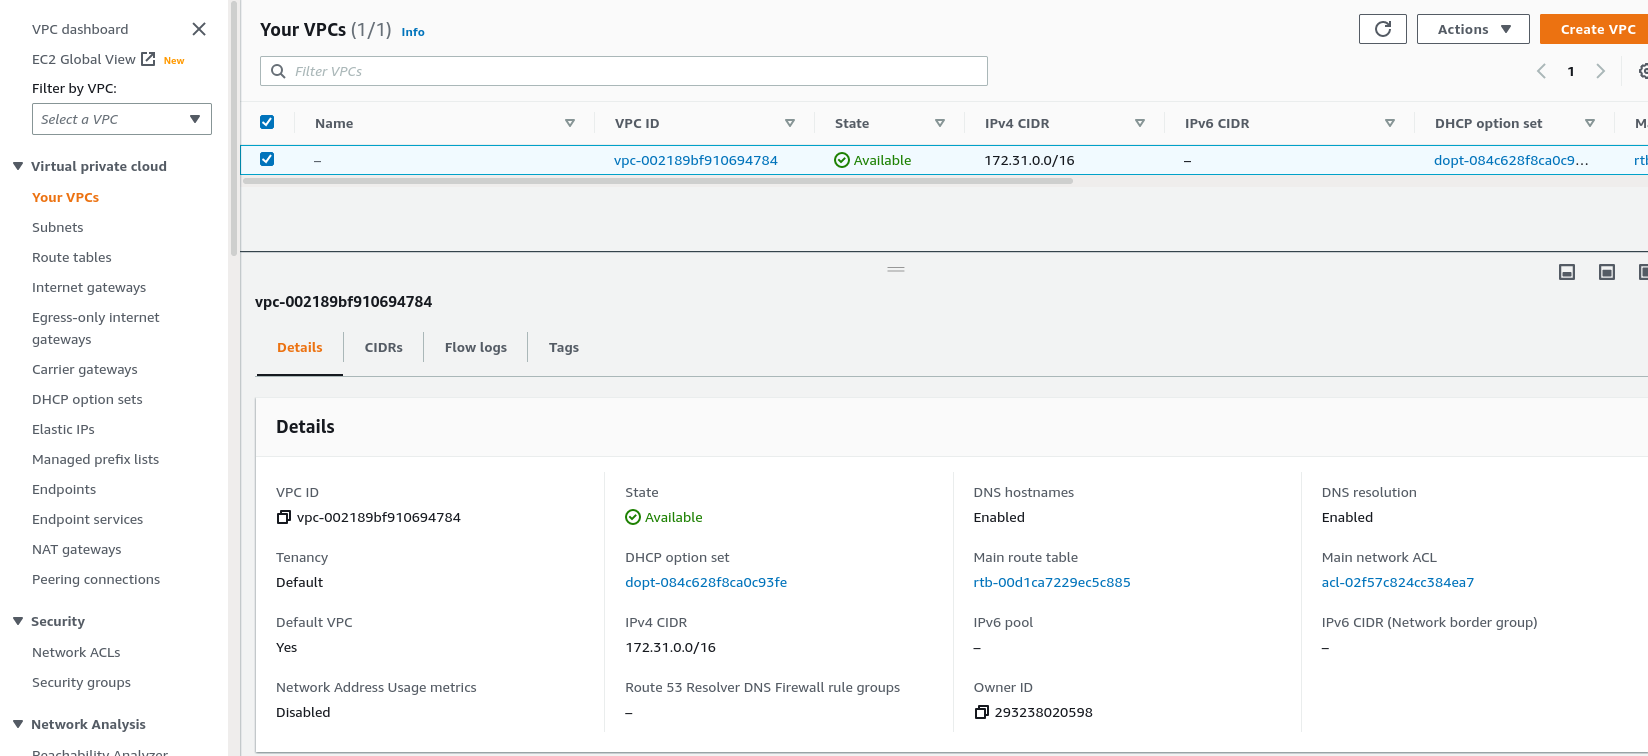 VPC dashboard
EC2 Global View New
Filter by VPC:
Select a VPC
Virtual private cloud
Your VPCs
Subnets
Route tables
Internet gateways
Egress-only internet
gateways
Carrier gateways
DHCP option sets
Elastic IPs
Managed prefix lists
Endpoints
Endpoint services
NAT gateways
Peering connections
Security
Network ACLs
Security groups
Network Analysis
Reachability Analyzer
Your VPCs (1/1) Info
Actions
Create VPC
Filter VPCs
1
Name VPC ID State IPv4 CIDR IPv6 CIDR DHCP option set
– vpc-002189bf910694784 Available 172.31.0.0/16 – dopt-084c628f8ca0c9...
vpc-002189bf910694784
Details CIDRs Flow logs Tags
Details
VPC ID
vpc-002189bf910694784
State
Available
DNS hostnames
Enabled
DNS resolution
Enabled
Tenancy
Default
DHCP option set
dopt-084c628f8ca0c93fe
Main route table
rtb-00d1ca7229ec5c885
Main network ACL
acl-02f57c824cc384ea7
Default VPC
Yes
IPv4 CIDR
172.31.0.0/16
IPv6 pool
–
IPv6 CIDR (Network border group)
–
Network Address Usage metrics
Disabled
Route 53 Resolver DNS Firewall rule groups
–
Owner ID
293238020598